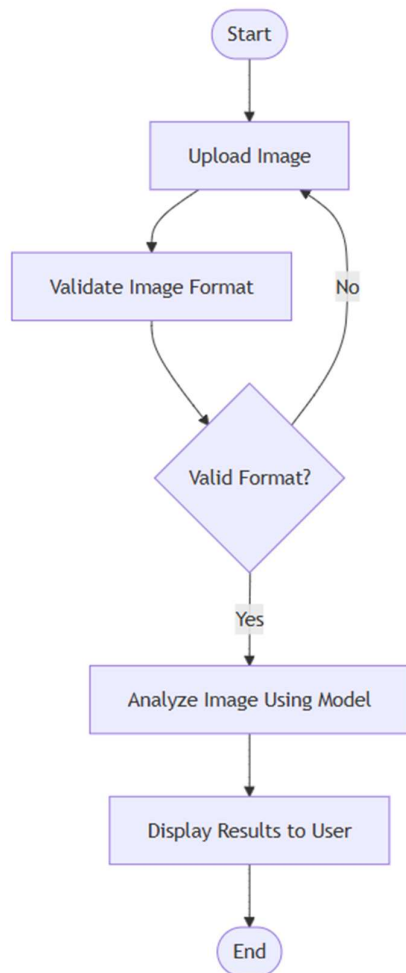 Start
Upload Image
Validate Image Format
No
Valid Format?
Yes
Analyze Image Using Model
Display Results to User
End